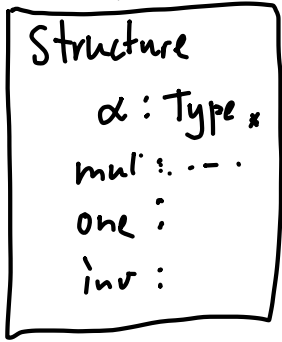 Structure
α : Type *
mul : . - .
one :
inv :